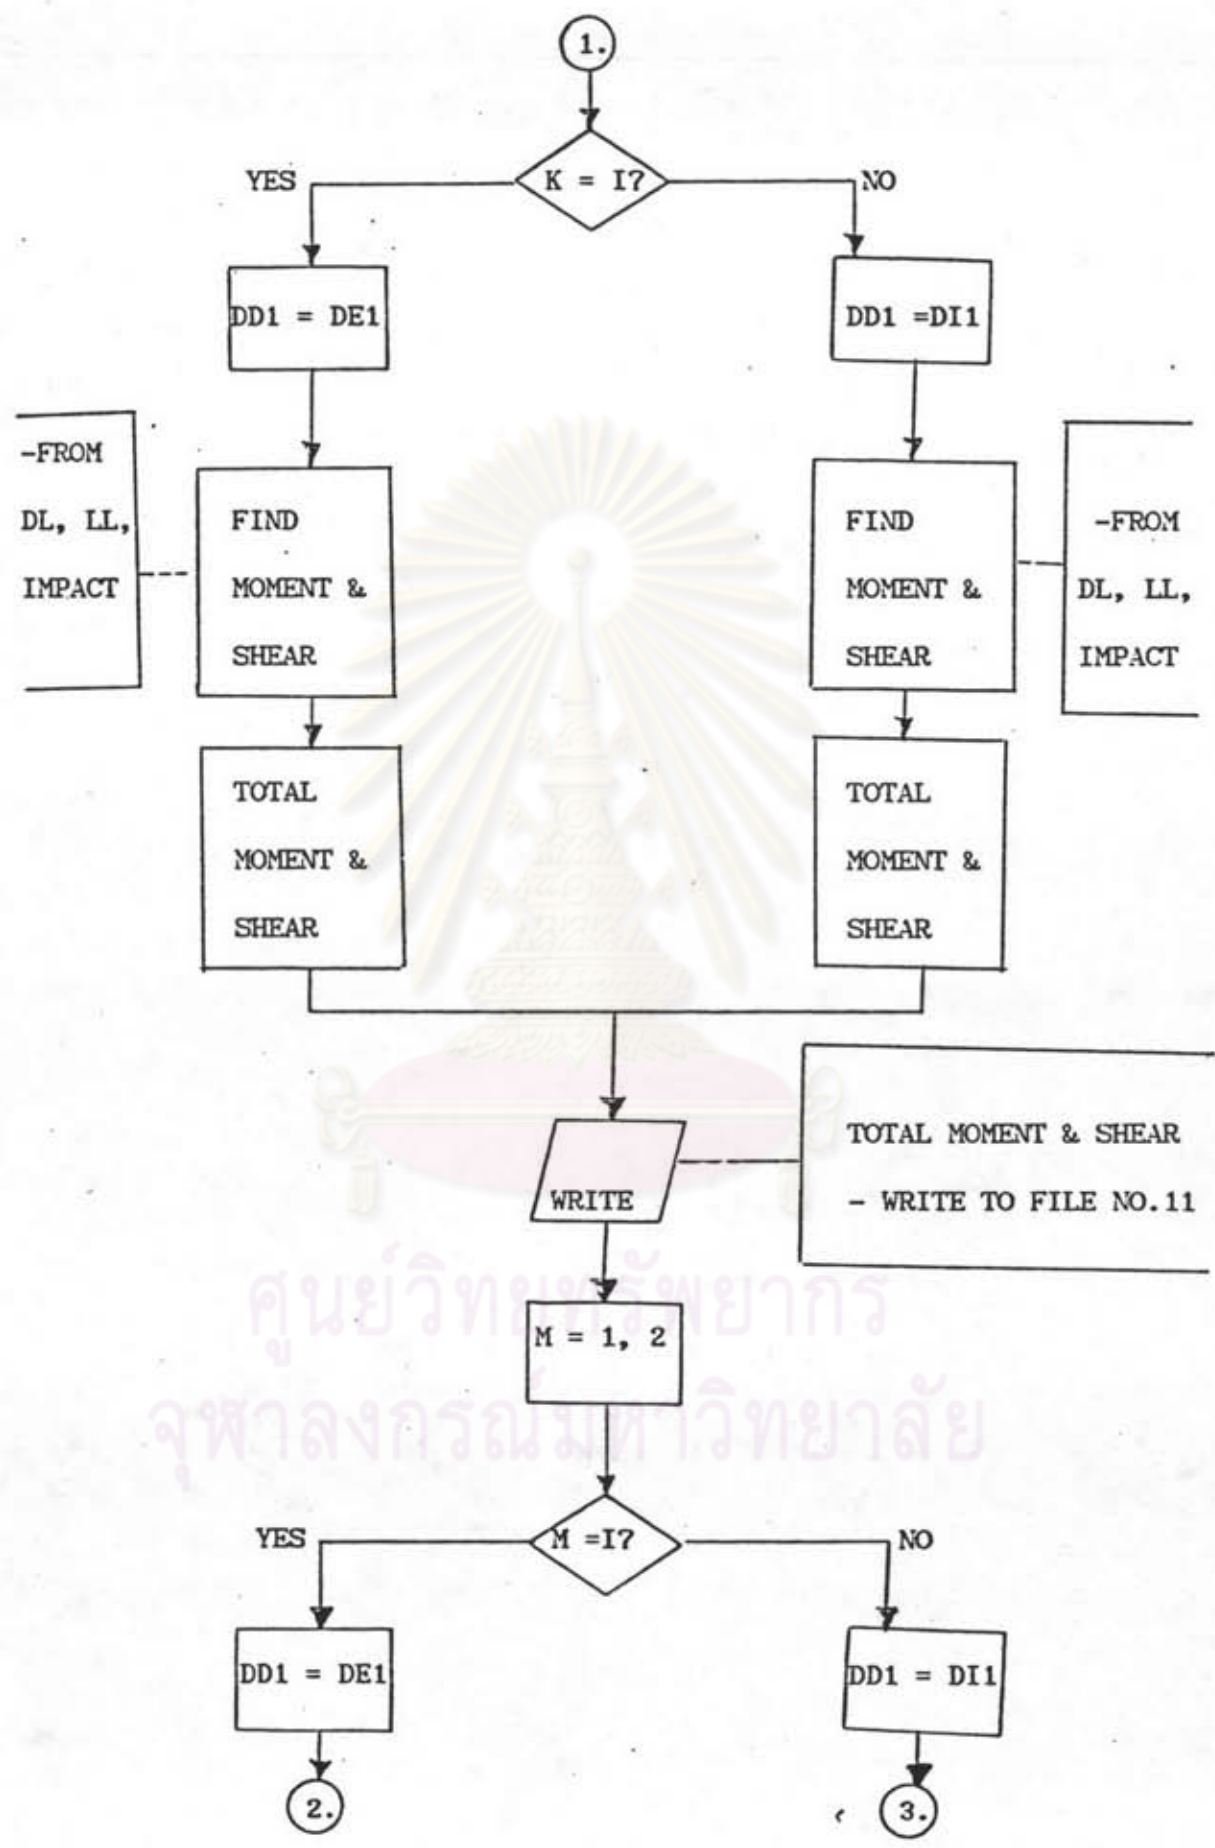 1.
YES
K = I?
NO
DD1 = DE1
DD1 =DI1
-FROM
DL, LL,
IMPACT
FIND
MOMENT &
SHEAR
FIND
MOMENT &
SHEAR
-FROM
DL, LL,
IMPACT
TOTAL
MOMENT &
SHEAR
TOTAL
MOMENT &
SHEAR
WRITE
TOTAL MOMENT & SHEAR
- WRITE TO FILE NO.11
ศูนย์วิทยทรัพยากร
M = 1, 2
จุฬาลงกรณ์มหาวิทยาลัย
YES
M =I?
NO
DD1 = DE1
DD1 = DI1
2.
3.